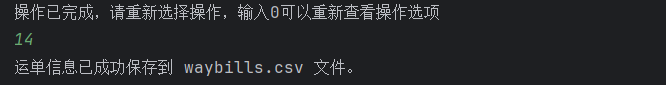 操作已完成，请重新选择操作，输入0可以重新查看操作选项
14
运单信息已成功保存到 waybills.csv 文件。